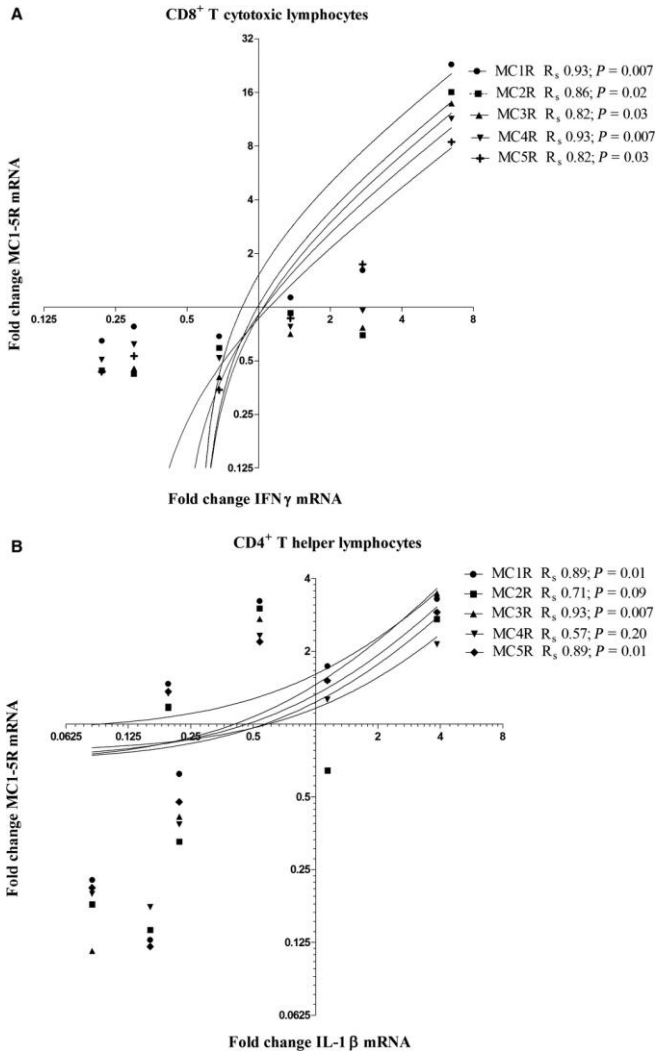 A
CD8+ T cytotoxic lymphocytes
Fold change MC1-5R mRNA
32
16
8
4
2
0.5
0.25
0.125
0.125 0.25 0.5 2 4 8
MC1R Rs 0.93; P = 0.007
MC2R Rs 0.86; P = 0.02
MC3R Rs 0.82; P = 0.03
MC4R Rs 0.93; P = 0.007
MC5R Rs 0.82; P = 0.03
Fold change IFNγ mRNA
B
CD4+ T helper lymphocytes
Fold change MC1-5R mRNA
4
2
0.5
0.25
0.125
0.0625
0.0625 0.125 0.25 0.5 2 4 8
MC1R Rs 0.89; P = 0.01
MC2R Rs 0.71; P = 0.09
MC3R Rs 0.93; P = 0.007
MC4R Rs 0.57; P = 0.20
MC5R Rs 0.89; P = 0.01
Fold change IL-1 β mRNA